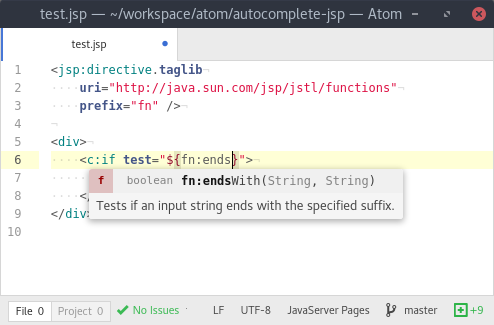 test.jsp — ~/workspace/atom/autocomplete-jsp — Atom
test.jsp
1 <jsp:directive.taglib
2 uri="http://java.sun.com/jsp/jstl/functions"
3 prefix="fn" />
4
5 <div>
6 <c:if test="${fn:ends}">
7
f boolean fn:endsWith(String, String)
8 </
Tests if an input string ends with the specified suffix.
9 </div>
10
File 0 Project 0 No Issues LF UTF-8 JavaServer Pages master +9